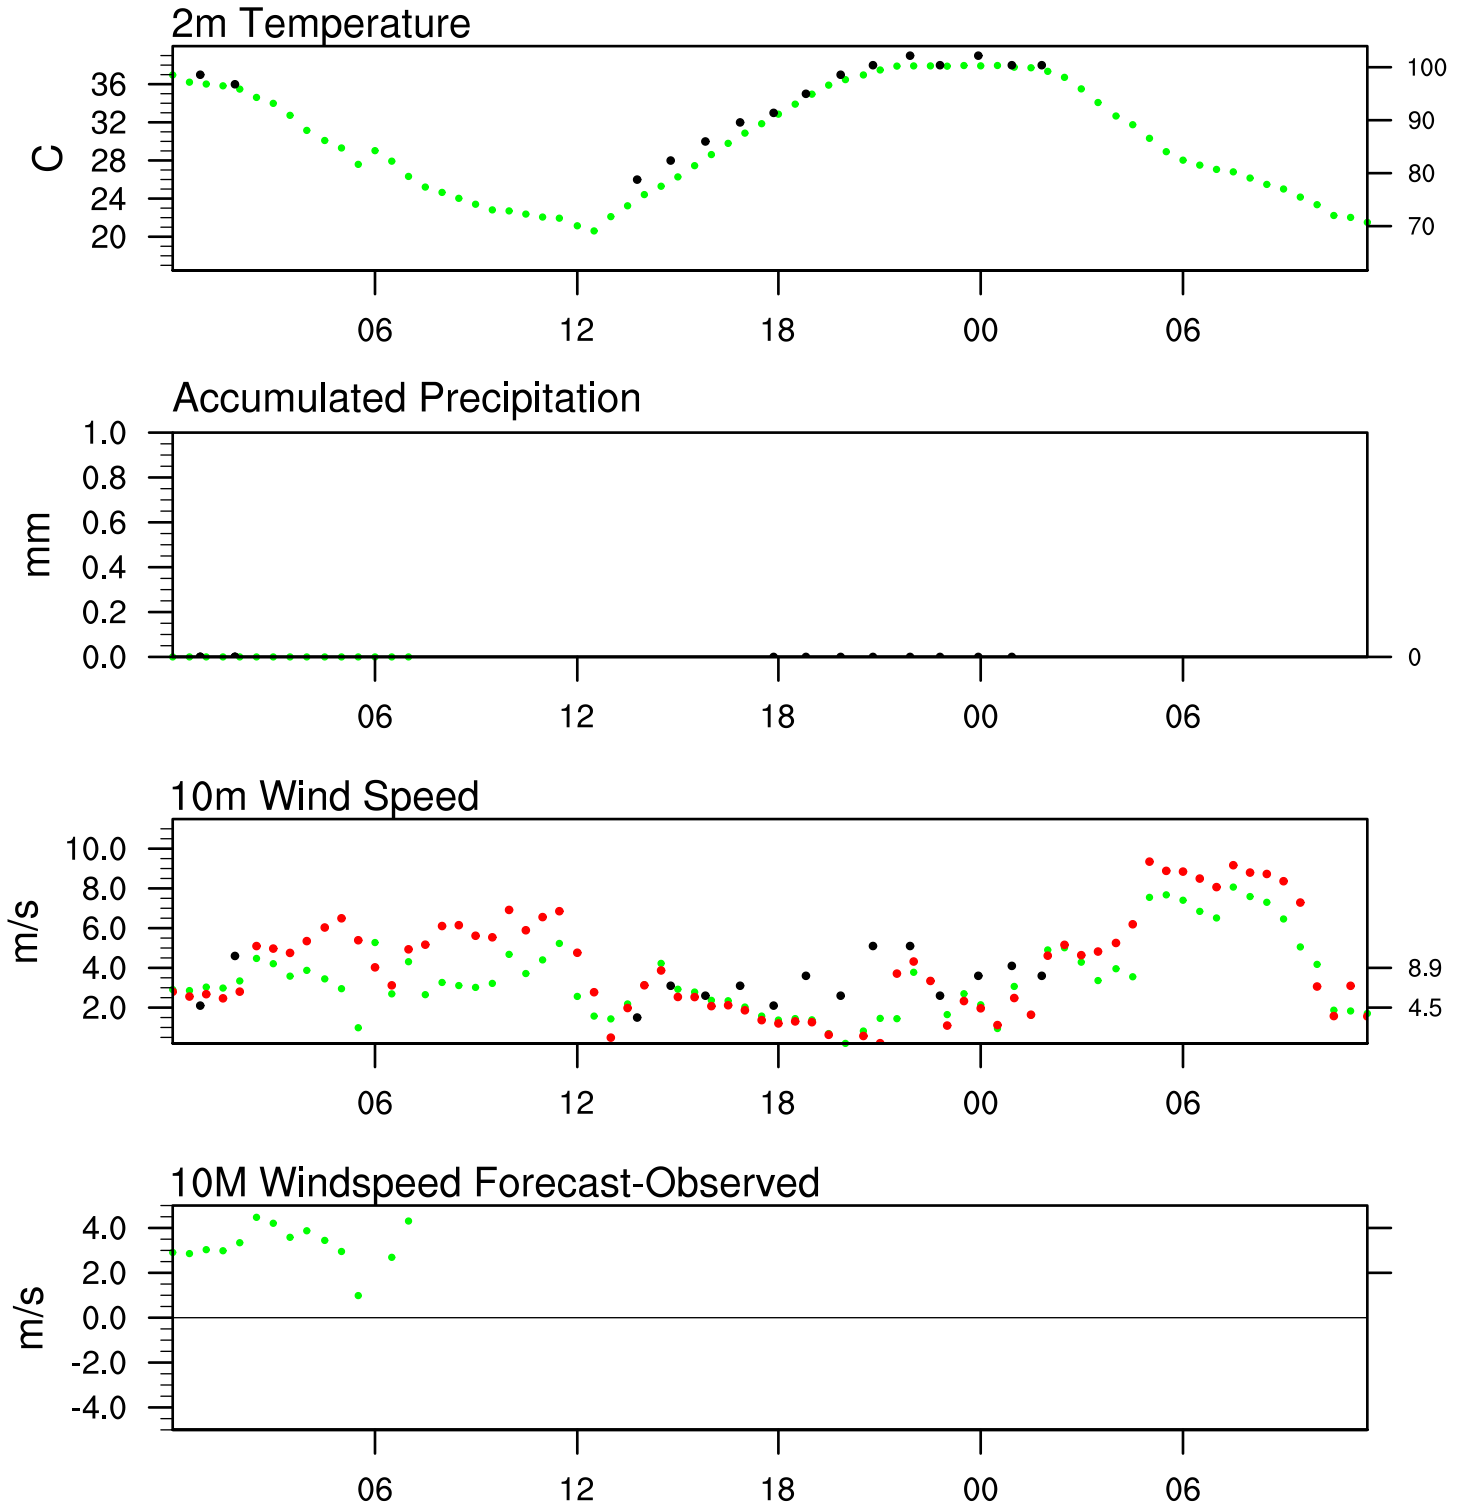 2m Temperature
36
32
28
24
20
C
100
90
80
70
06 12 18 00 06
Accumulated Precipitation
1.0
0.8
0.6
0.4
0.2
0.0
mm
0
06 12 18 00 06
10m Wind Speed
10.0
8.0
6.0
4.0
2.0
m/s
8.9
4.5
06 12 18 00 06
10M Windspeed Forecast-Observed
4.0
2.0
0.0
-2.0
-4.0
m/s
06 12 18 00 06